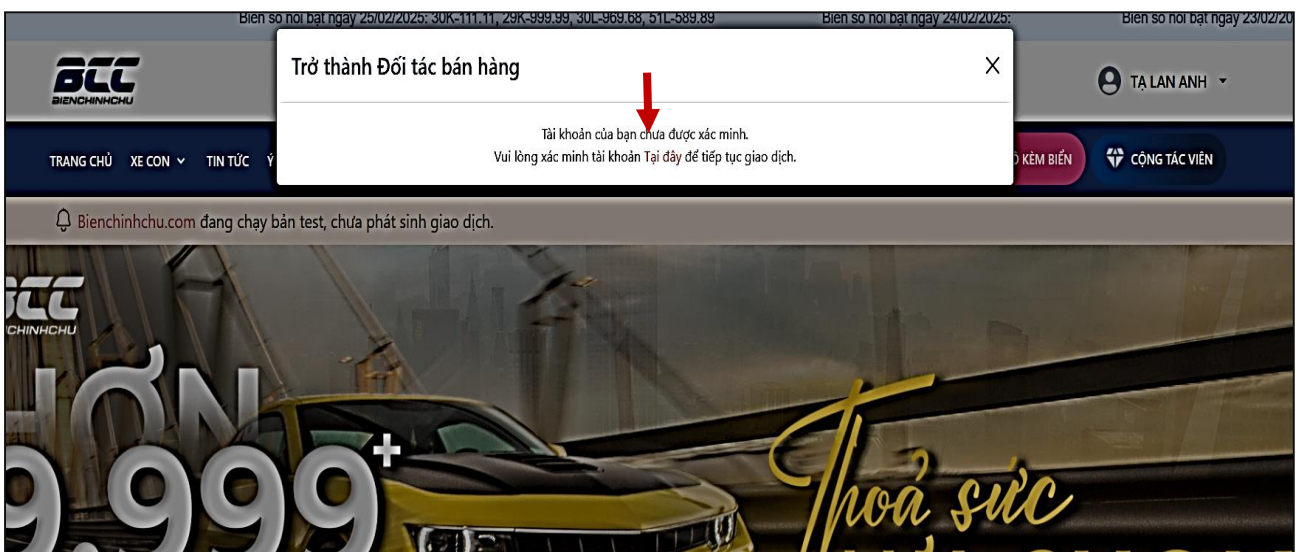 Biển số nổi bật ngày 25/02/2025: 30K-111.11, 29K-999.99, 30L-969.68, 51L-589.89 Biển số nổi bật ngày 24/02/2025: Biển số nổi bật ngày 23/02/20
Trở thành Đối tác bán hàng X
BCC
BIENCHINHCHU
TẠ LAN ANH
Tài khoản của bạn chưa được xác minh.
Vui lòng xác minh tài khoản Tại đây để tiếp tục giao dịch.
TRANG CHỦ XE CON TIN TỨC Ý KÈM BIỂN CỘNG TÁC VIÊN
Bienchinhchu.com đang chạy bản test, chưa phát sinh giao dịch.
BCC
CHINHCHU
HƠN
9.999+
Thoả sức